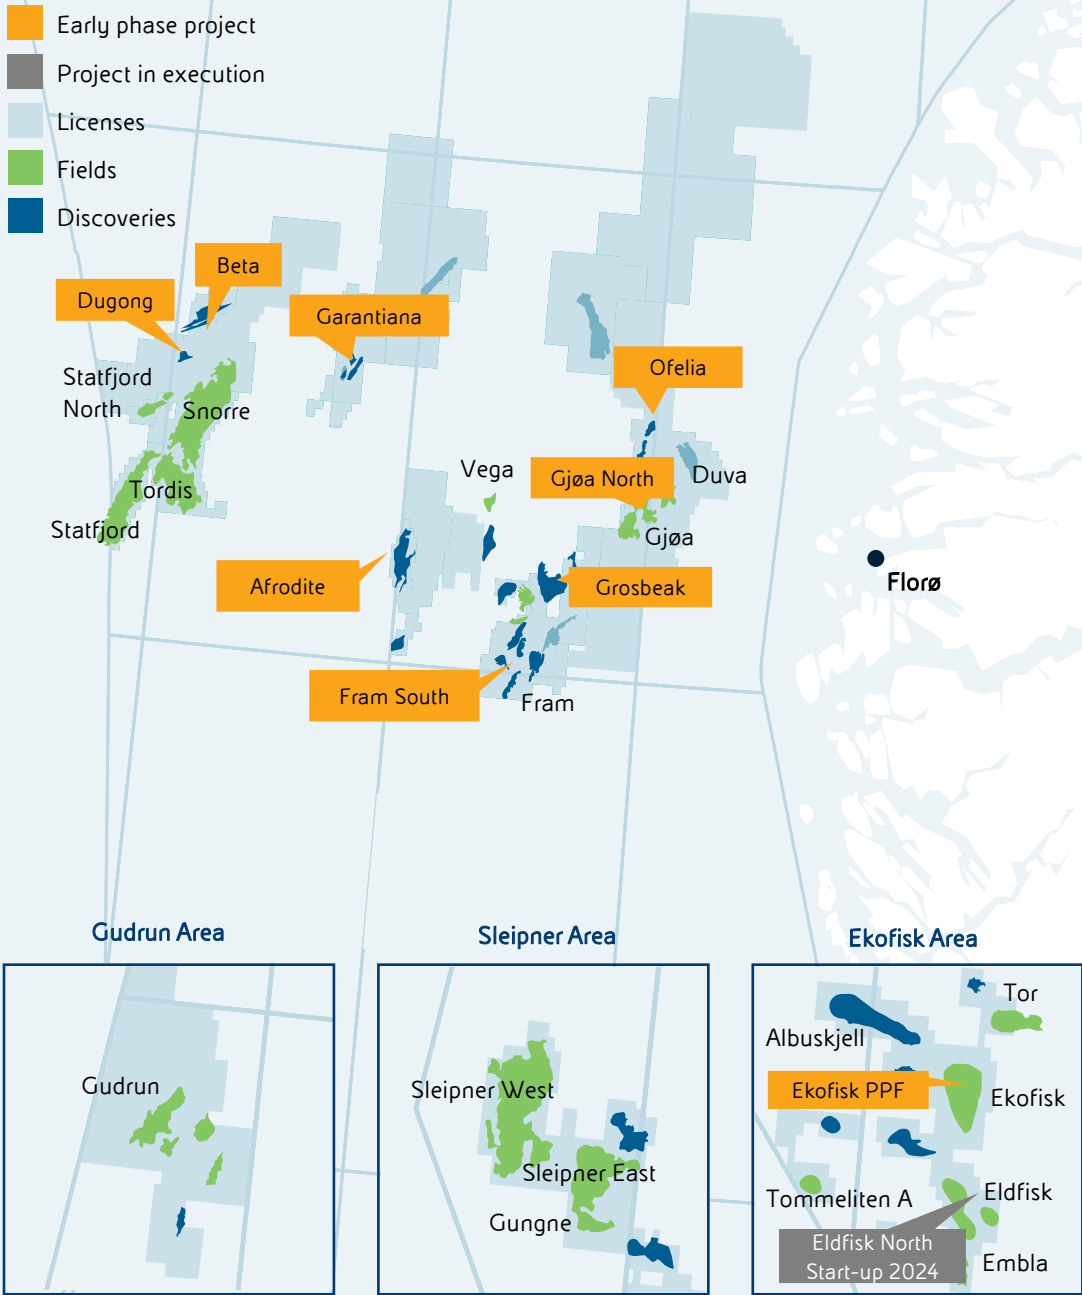 Early phase project
Project in execution
Licenses
Fields
Discoveries
Beta
Dugong
Garantiana
Statfjord
North
Snorre
Ofelia
Vega
Gjøa North
Duva
Tordis
Statfjord
Gjøa
Afrodite
Grosbeak
Florø
Fram South
Fram
Gudrun Area
Gudrun
Sleipner Area
Sleipner West
Sleipner East
Gungne
Ekofisk Area
Tor
Albuskjell
Ekofisk PPF
Ekofisk
Tommeliten A
Eldfisk
Eldfisk North
Start-up 2024
Embla